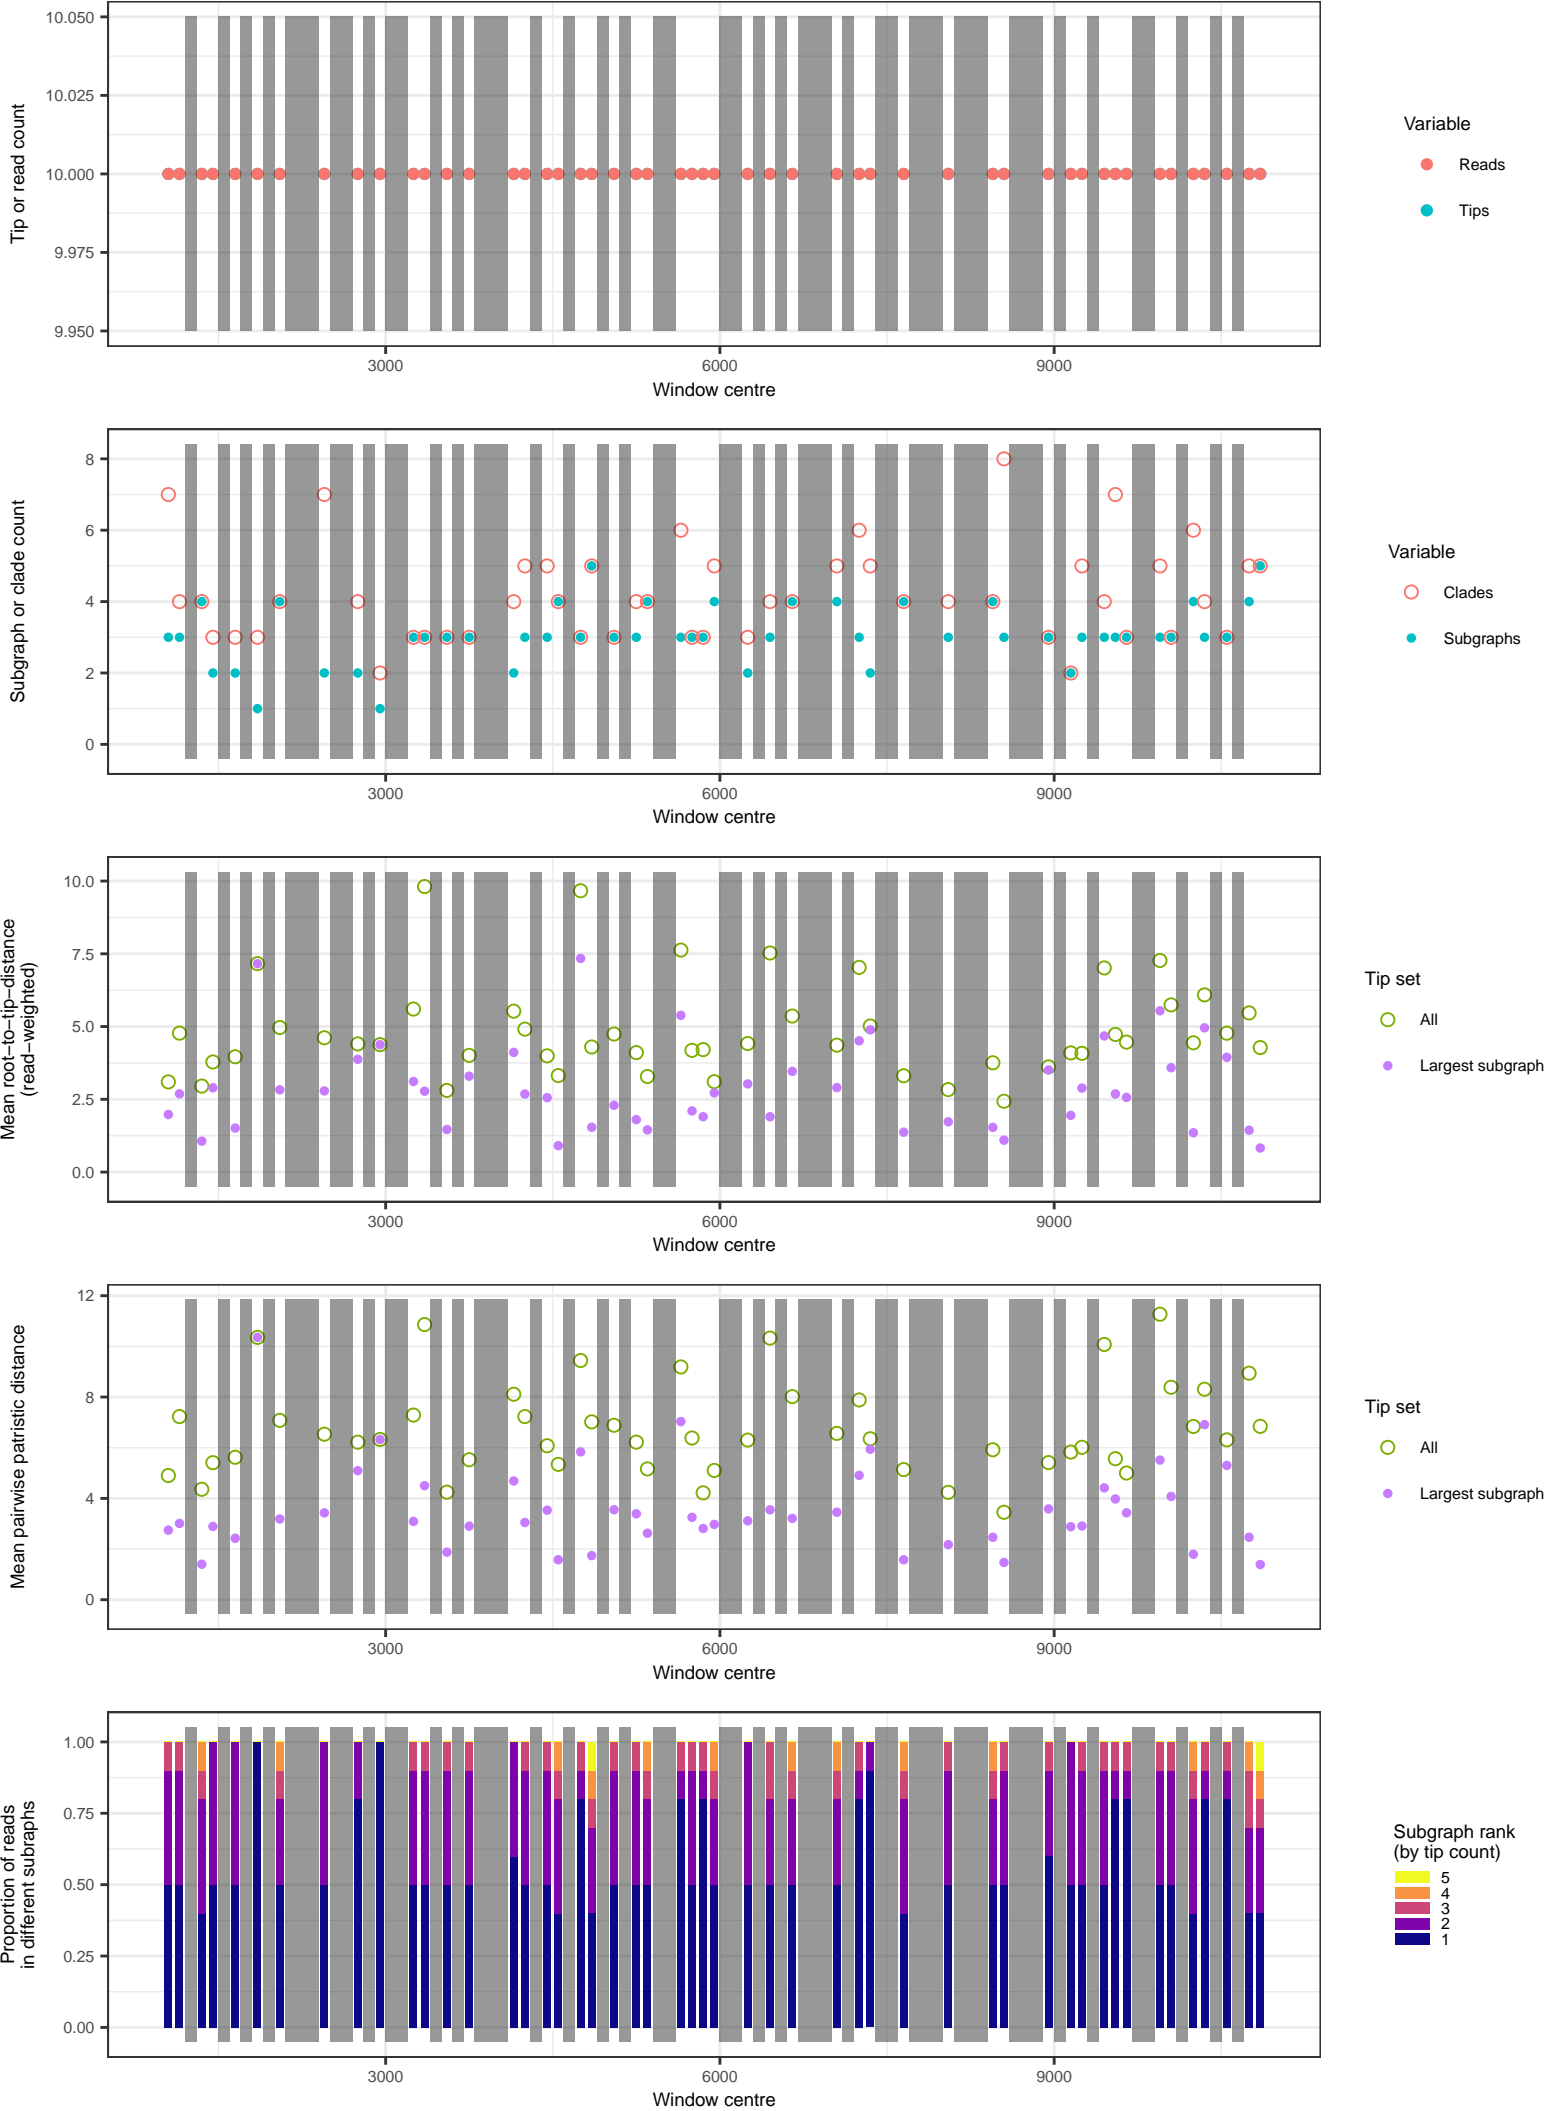 10.050
10.025
10.000
9.975
9.950
Tip or read count
3000
6000
9000
Window centre
Variable
Reads
Tips
8
6
4
2
0
Subgraph or clade count
3000
6000
9000
Window centre
Variable
Clades
Subgraphs
10.0
7.5
5.0
2.5
0.0
Mean root−to−tip−distance
(read−weighted)
3000
6000
9000
Window centre
Tip set
All
Largest subgraph
12
8
4
0
Mean pairwise patristic distance
3000
6000
9000
Window centre
Tip set
All
Largest subgraph
1.00
0.75
0.50
0.25
0.00
Proportion of reads
in different subraphs
3000
6000
9000
Window centre
Subgraph rank
(by tip count)
5
4
3
2
1